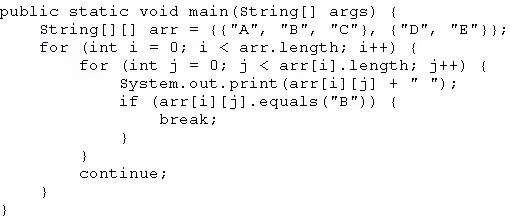 public static void main(String[] args) {
    String[][] arr = {{"A", "B", "C"}, {"D", "E"}};
    for (int i = 0; i < arr.length; i++) {
        for (int j = 0; j < arr[i].length; j++) {
            System.out.print(arr[i][j] + " ");
            if (arr[i][j].equals("B")) {
                break;
            }
        }
        continue;
    }
}